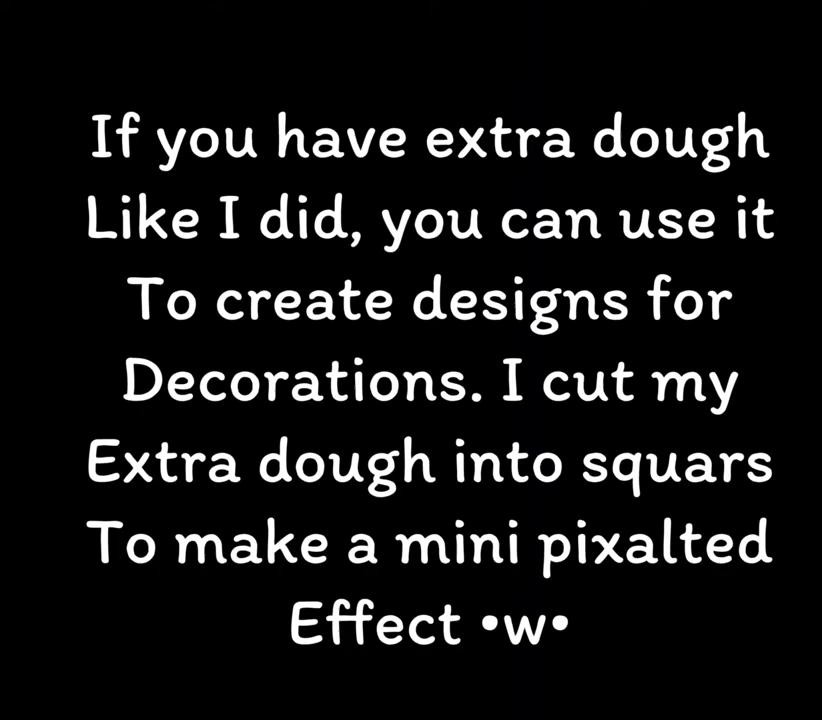 If you have extra dough
Like I did, you can use it
To create designs for
Decorations. I cut my
Extra dough into squars
To make a mini pixalted
Effect •w•